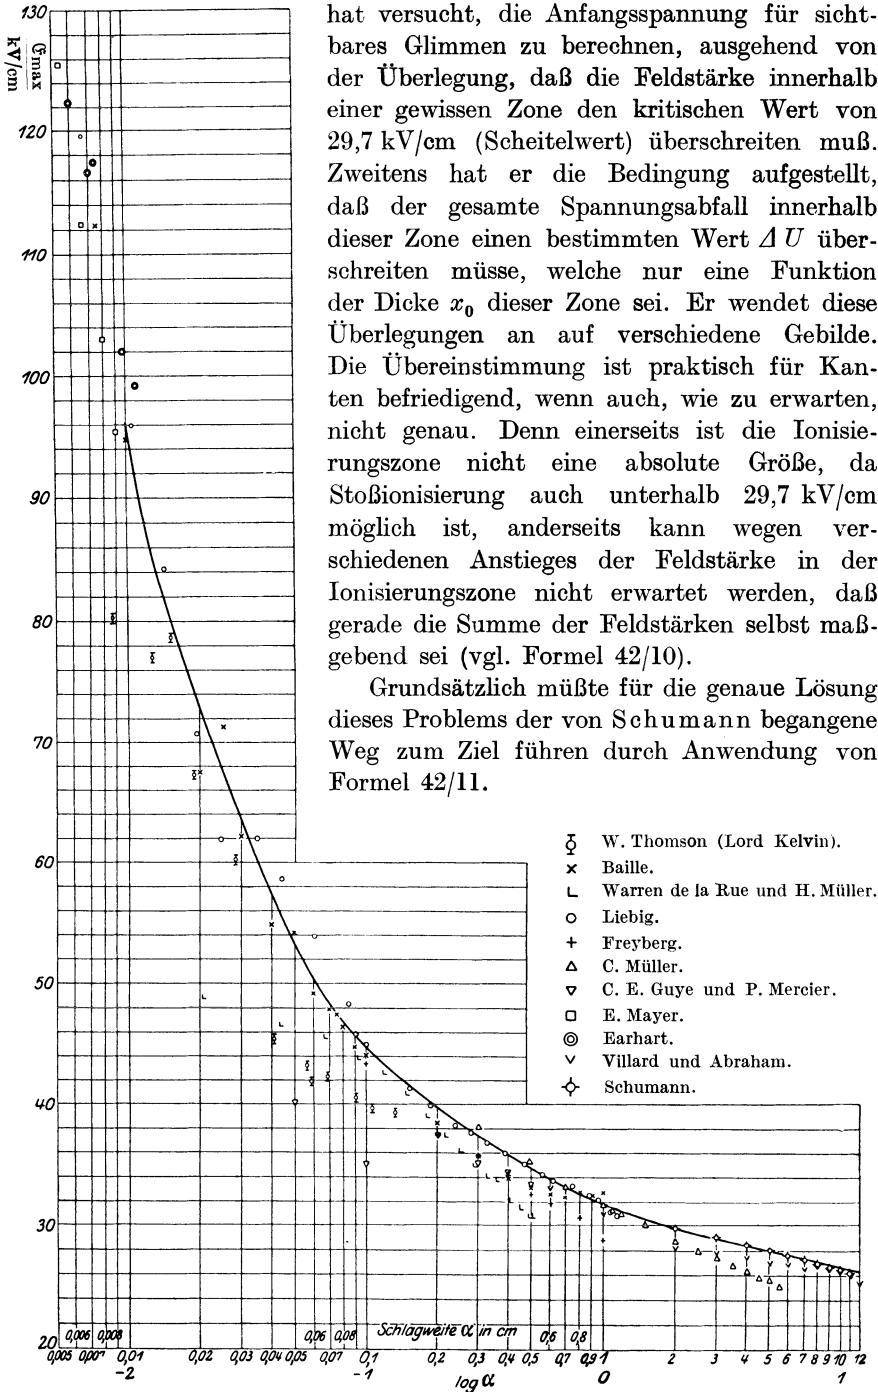 hat versucht, die Anfangsspannung für sicht-
bares Glimmen zu berechnen, ausgehend von
der Überlegung, daß die Feldstärke innerhalb
einer gewissen Zone den kritischen Wert von
29,7 kV/cm (Scheitelwert) überschreiten muß.
Zweitens hat er die Bedingung aufgestellt,
daß der gesamte Spannungsabfall innerhalb
dieser Zone einen bestimmten Wert Δ U über-
schreiten müsse, welche nur eine Funktion
der Dicke x₀ dieser Zone sei. Er wendet diese
Überlegungen an auf verschiedene Gebilde.
Die Übereinstimmung ist praktisch für Kan-
ten befriedigend, wenn auch, wie zu erwarten,
nicht genau. Denn einerseits ist die Ionisie-
rungszone nicht eine absolute Größe, da
Stoßionisierung auch unterhalb 29,7 kV/cm
möglich ist, anderseits kann wegen ver-
schiedenen Anstieges der Feldstärke in der
Ionisierungszone nicht erwartet werden, daß
gerade die Summe der Feldstärken selbst maß-
gebend sei (vgl. Formel 42/10).
Grundsätzlich müßte für die genaue Lösung
dieses Problems der von Schumann begangene
Weg zum Ziel führen durch Anwendung von
Formel 42/11.
W. Thomson (Lord Kelvin).
Baille.
Warren de la Rue und H. Müller.
Liebig.
Freyberg.
C. Müller.
C. E. Guye und P. Mercier.
E. Mayer.
Earhart.
Villard und Abraham.
Schumann.
𝔈max
kV/cm
130
120
110
100
90
80
70
60
50
40
30
20
0,006 0,008 0,06 0,08 Schlagweite α in cm 0,6 0,8
0,005 0,007 0,01 0,02 0,03 0,04 0,05 0,07 0,1 0,2 0,3 0,4 0,5 0,7 0,9 1 2 3 4 5 6 7 8 9 10 12
-2 -1 log α 0 1